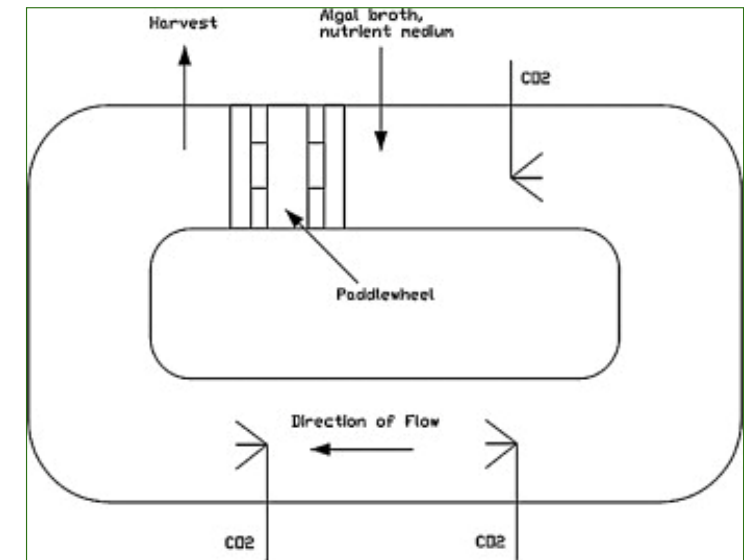 Harvest
Algal broth,
nutrient medium
CO2
Paddlewheel
Direction of Flow
CO2
CO2